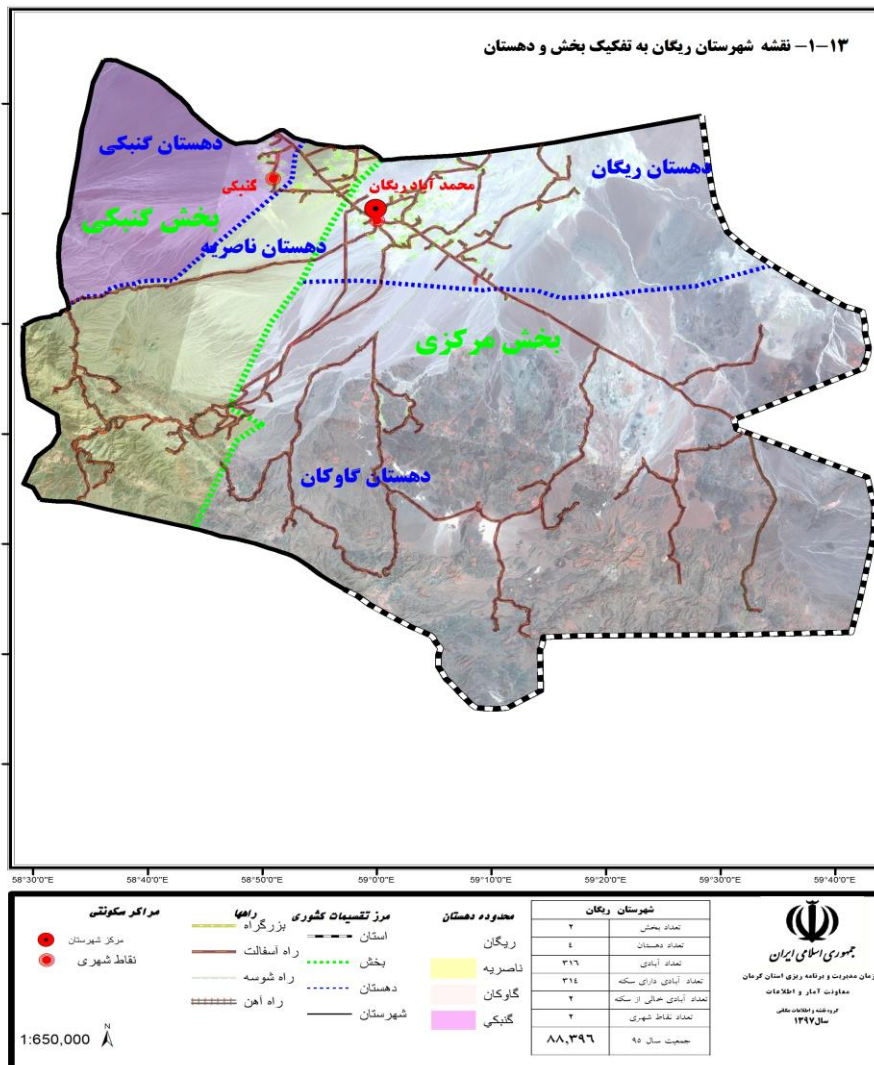 ۱۳-۱- نقشه شهرستان ریگان به تفکیک بخش و دهستان
دهستان گنبکی
دهستان ریگان
گنبکی
محمد آباد ریگان
بخش گنبکی
دهستان ناصریه
بخش مرکزی
دهستان گاوکان
58°30'0"E
58°40'0"E
58°50'0"E
59°0'0"E
59°10'0"E
59°20'0"E
59°30'0"E
59°40'0"E
جمهوری اسلامی ایران
زمان مدیریت و برنامه ریزی استان کرمان
معاونت آمار و اطلاعات
گروه نقشه و اطلاعات مکانی
سال ۱۳۹۷
شهرستان ریگان
تعداد بخش ۲
تعداد دهستان ٤
تعداد آبادی ۳۱٦
تعداد آبادی دارای سکنه ۳۱٤
تعداد آبادی خالی از سکنه ۲
تعداد نقاط شهری ۲
جمعیت سال ۹۵ ۸۸,۳۹۶
محدوده دهستان
ریگان
ناصریه
گاوکان
گنبکی
مرز تقسیمات کشوری
استان
بخش
دهستان
شهرستان
راهها
بزرگراه
راه آسفالت
راه شوسه
راه آهن
مراکز سکونتی
مرکز شهرستان
نقاط شهری
1:650,000
N